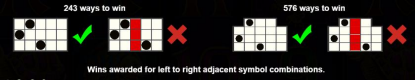 243 ways to win
576 ways to win
Wins awarded for left to right adjacent symbol combinations.